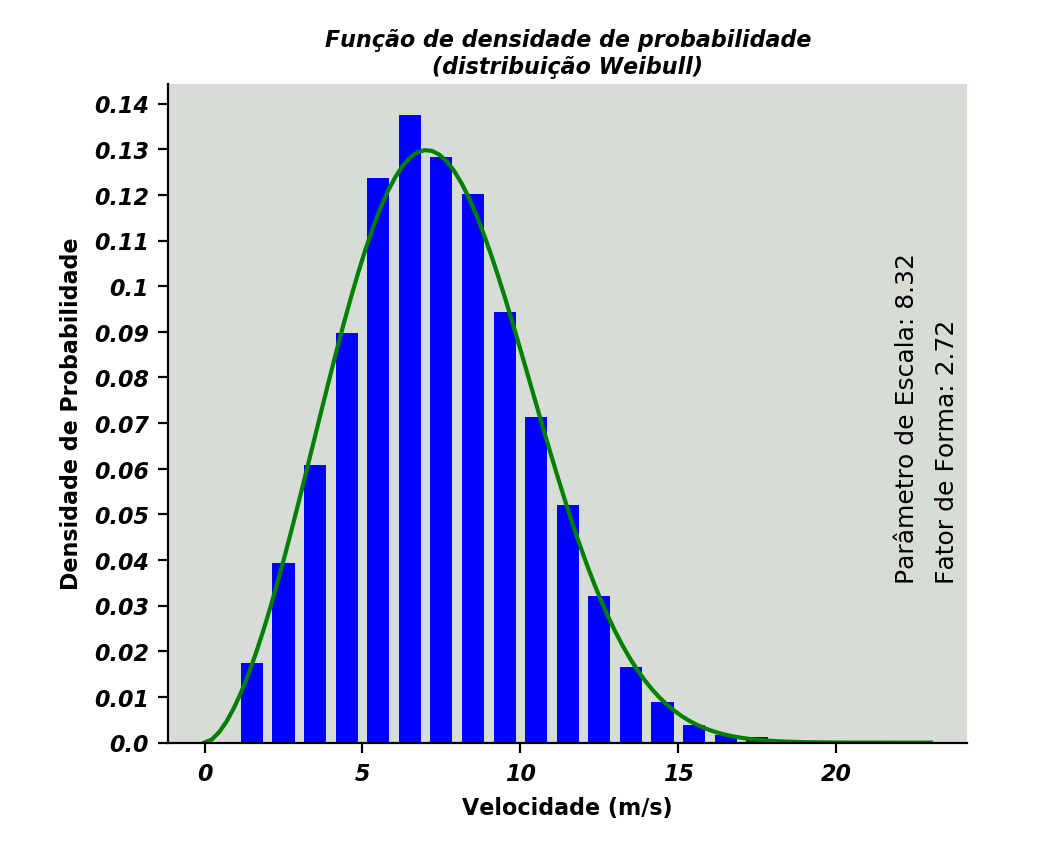 Função de densidade de probabilidade
(distribuição Weibull)
Densidade de Probabilidade
0.14
0.13
0.12
0.11
0.1
0.09
0.08
0.07
0.06
0.05
0.04
0.03
0.02
0.01
0.0
Parâmetro de Escala: 8.32
Fator de Forma: 2.72
0 5 10 15 20
Velocidade (m/s)